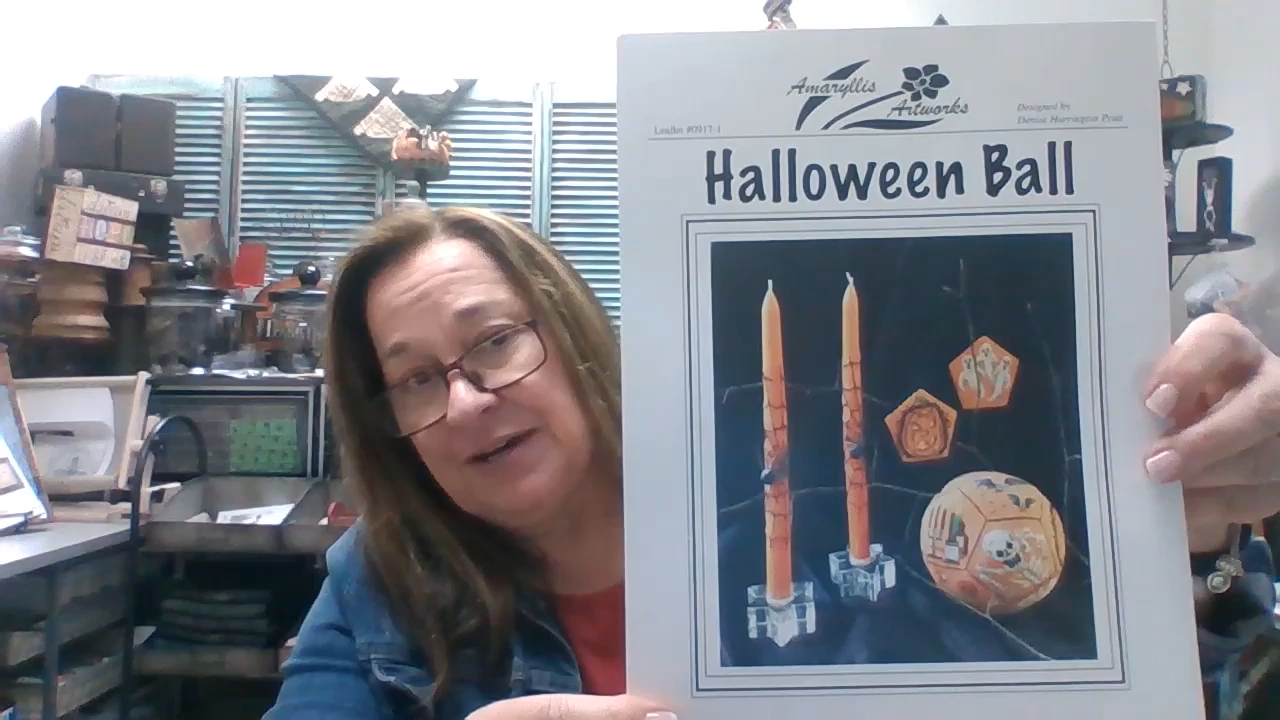 Amaryllis
Artworks
Leaflet #0917-1
Designed by
Denise Harrington Pratt
Halloween Ball